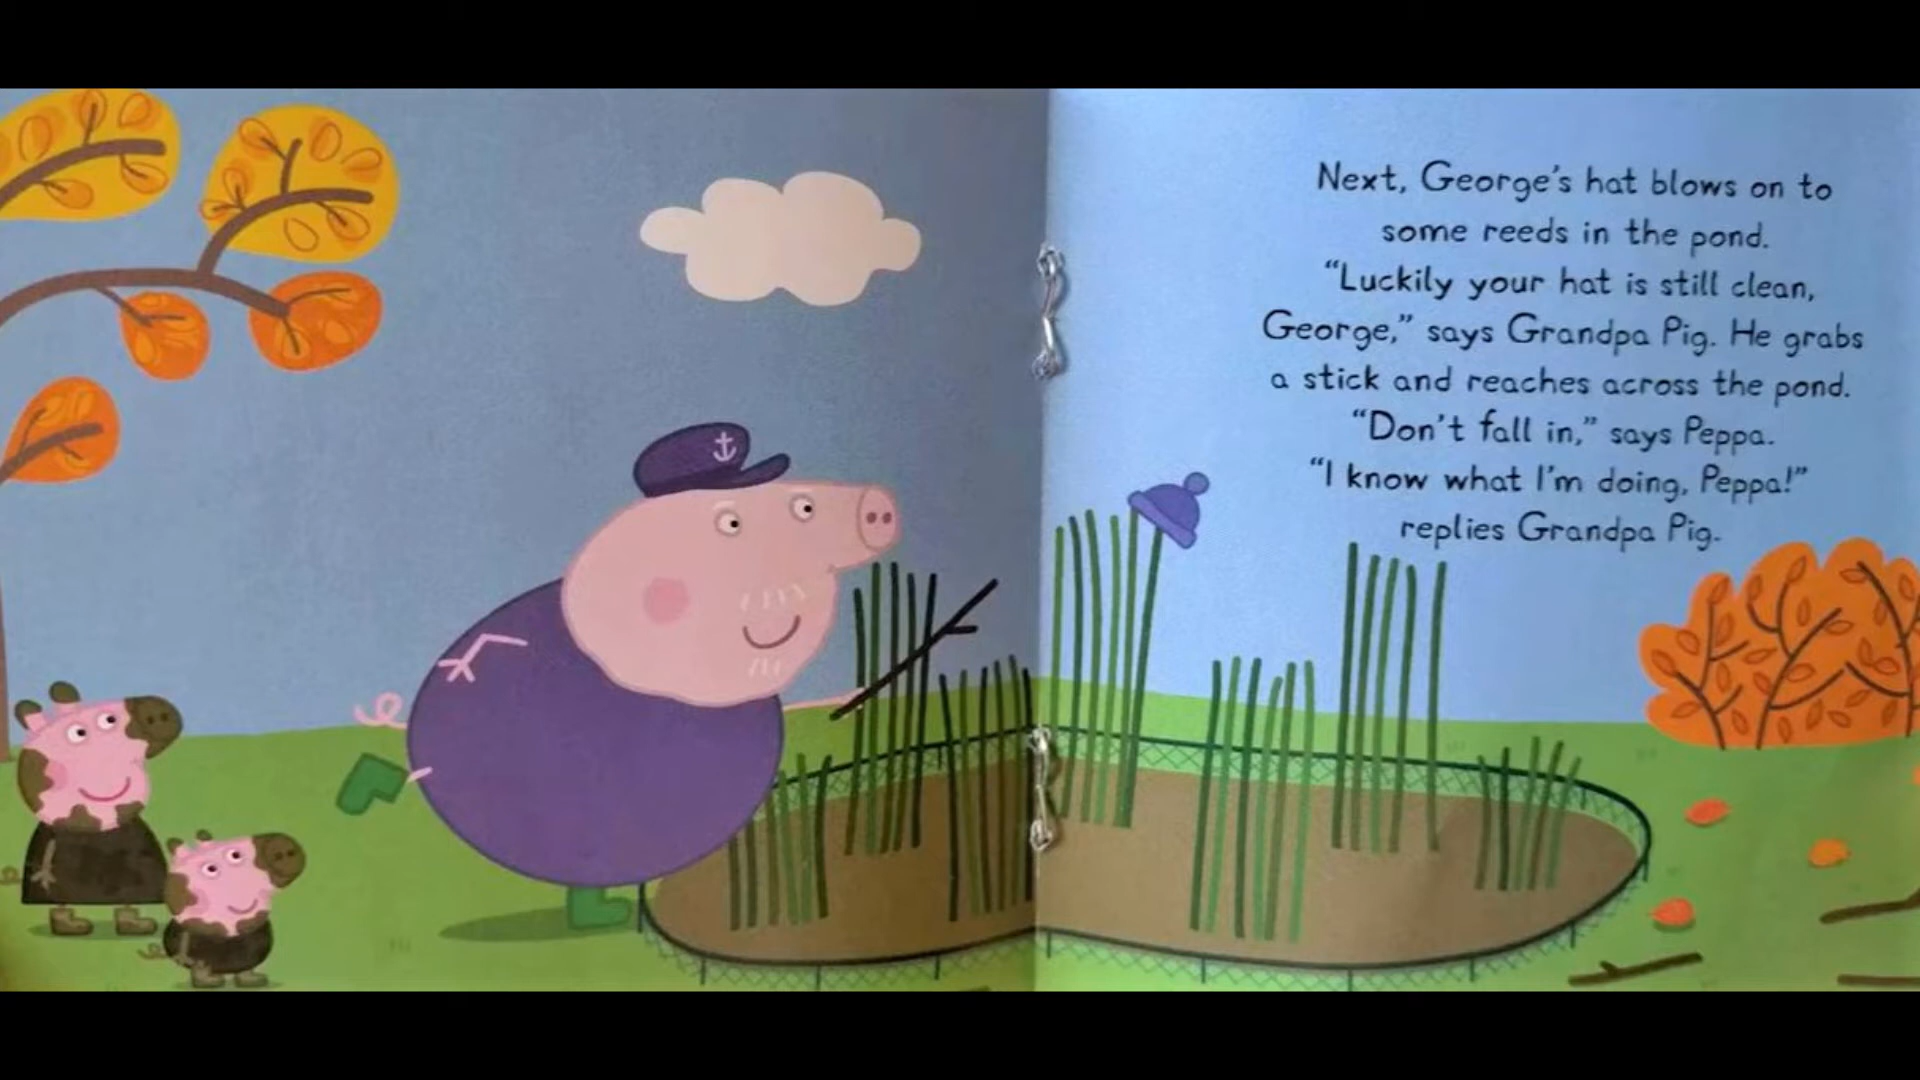 Next, George's hat blows on to
some reeds in the pond.
“Luckily your hat is still clean,
George,” says Grandpa Pig. He grabs
a stick and reaches across the pond.
“Don't fall in,” says Peppa.
“I know what I'm doing, Peppa!”
replies Grandpa Pig.